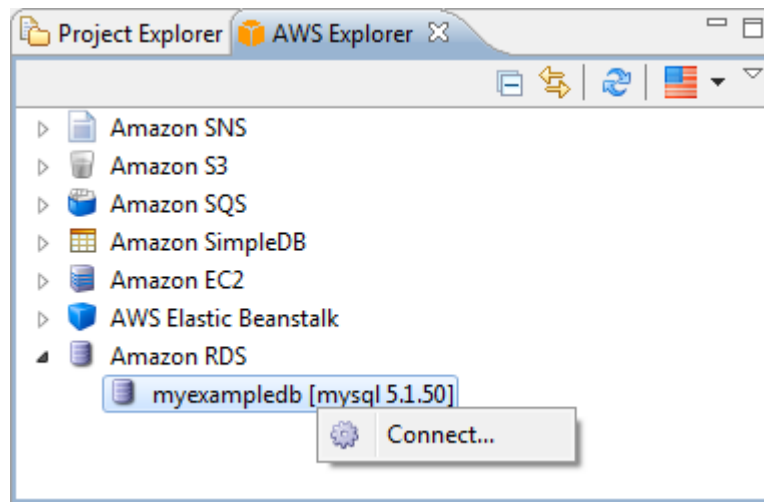 Project Explorer AWS Explorer
Amazon SNS
Amazon S3
Amazon SQS
Amazon SimpleDB
Amazon EC2
AWS Elastic Beanstalk
Amazon RDS
myexampledb [mysql 5.1.50]
Connect...